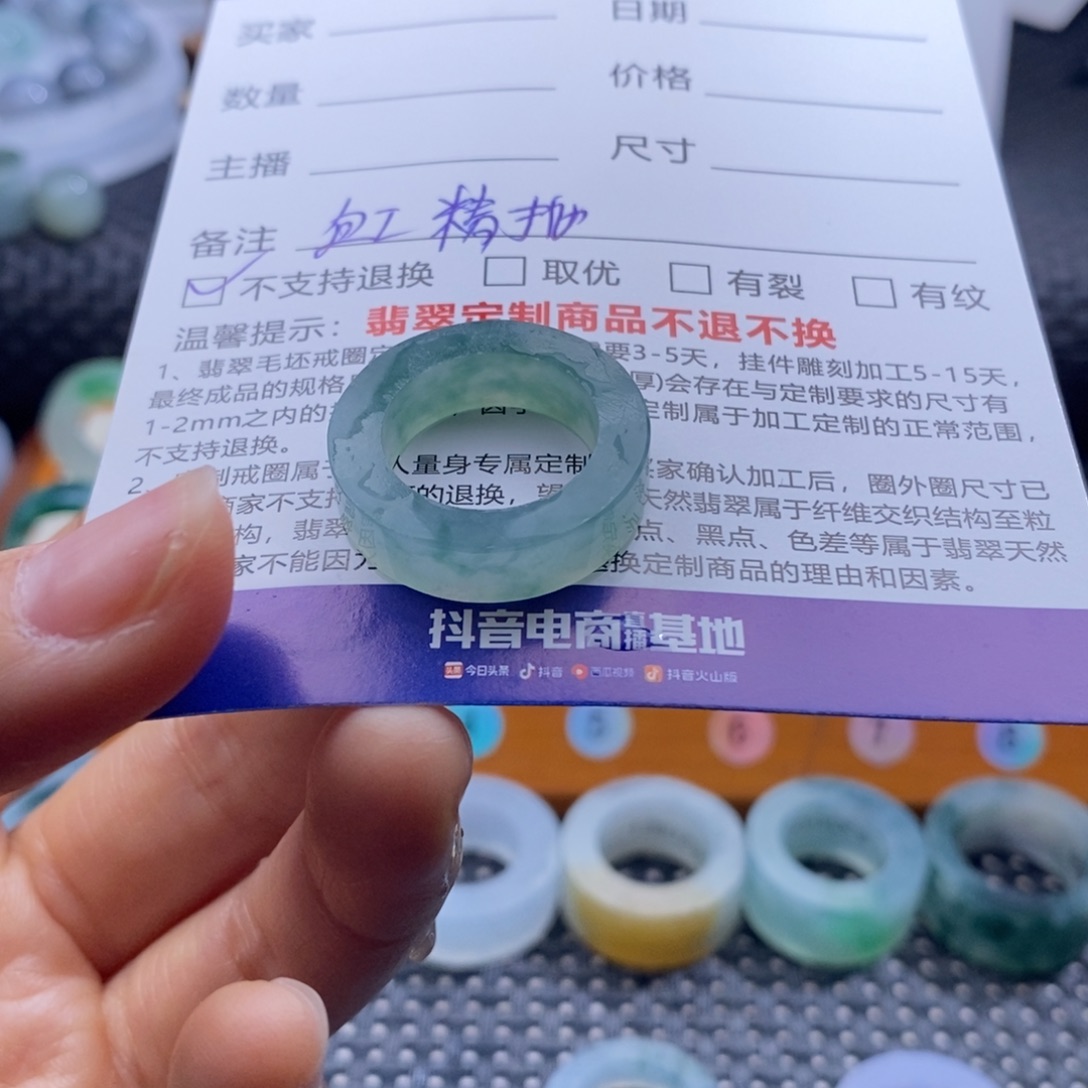 买家 日期
数量 价格
主播 尺寸
备注 精抛
不支持退换 取优 有裂 有纹
温馨提示：翡翠定制商品不退不换
1、翡翠毛坯戒圈定 要3-5天，挂件雕刻加工5-15天，
最终成品的规格 厚)会存在与定制要求的尺寸有
1-2mm之内的 定制属于加工定制的正常范围，
不支持退换。
2 制戒圈属于 人量身专属定制 买家确认加工后，圈外圈尺寸已
商家不支持 的退换，望 天然翡翠属于纤维交织结构至粒
构，翡翠 点、黑点、色差等属于翡翠天然
家不能因为 换定制商品的理由和因素。
抖音电商直播基地
头条 今日头条 抖音 西瓜视频 抖音火山版
5 6 7 8